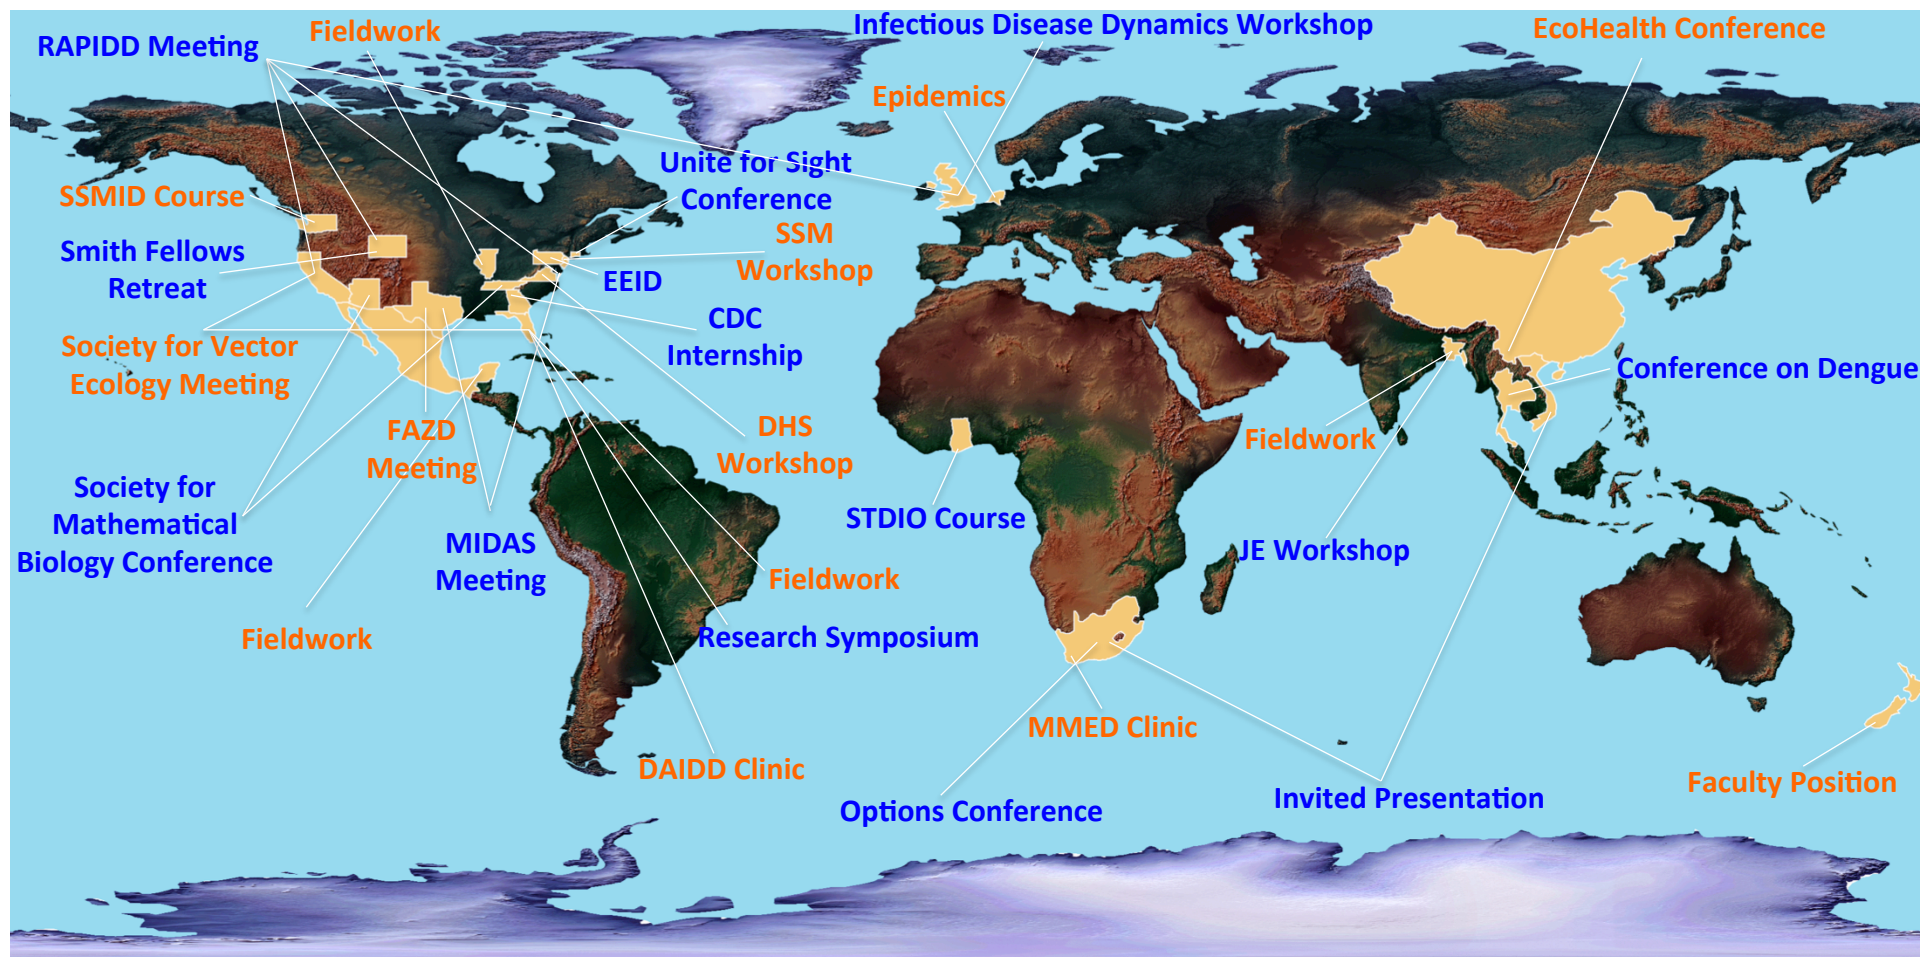 Infectious Disease Dynamics Workshop
EcoHealth Conference
Fieldwork
RAPIDD Meeting
Epidemics
Unite for Sight
Conference
SSMID Course
SSM
Workshop
Smith Fellows
Retreat
EEID
CDC
Internship
Society for Vector
Ecology Meeting
Conference on Dengue
FAZD
Meeting
DHS
Workshop
Fieldwork
Society for
Mathematical
Biology Conference
STDIO Course
MIDAS
Meeting
JE Workshop
Fieldwork
Fieldwork
Research Symposium
MMED Clinic
DAIDD Clinic
Faculty Position
Options Conference
Invited Presentation